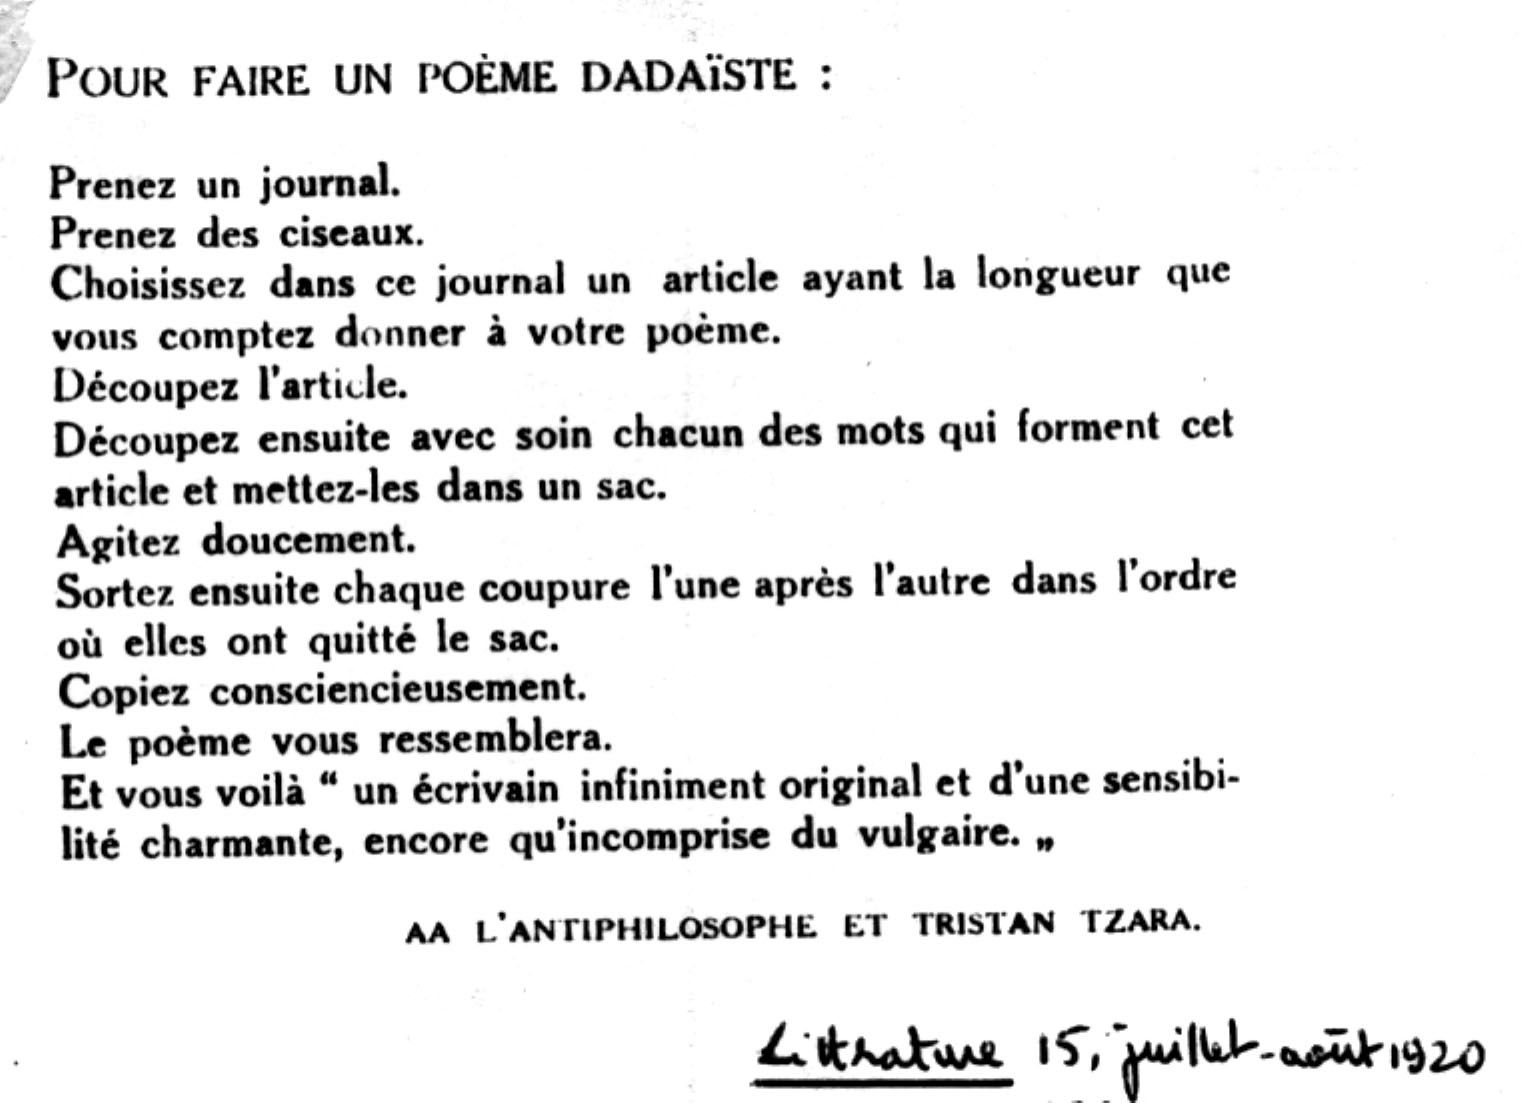 POUR FAIRE UN POÈME DADAÏSTE :
Prenez un journal.
Prenez des ciseaux.
Choisissez dans ce journal un article ayant la longueur que
vous comptez donner à votre poème.
Découpez l'article.
Découpez ensuite avec soin chacun des mots qui forment cet
article et mettez-les dans un sac.
Agitez doucement.
Sortez ensuite chaque coupure l'une après l'autre dans l'ordre
où elles ont quitté le sac.
Copiez consciencieusement.
Le poème vous ressemblera.
Et vous voilà “ un écrivain infiniment original et d'une sensibi-
lité charmante, encore qu'incomprise du vulgaire. „
AA L'ANTIPHILOSOPHE ET TRISTAN TZARA.
Littérature 15, juillet-août 1920